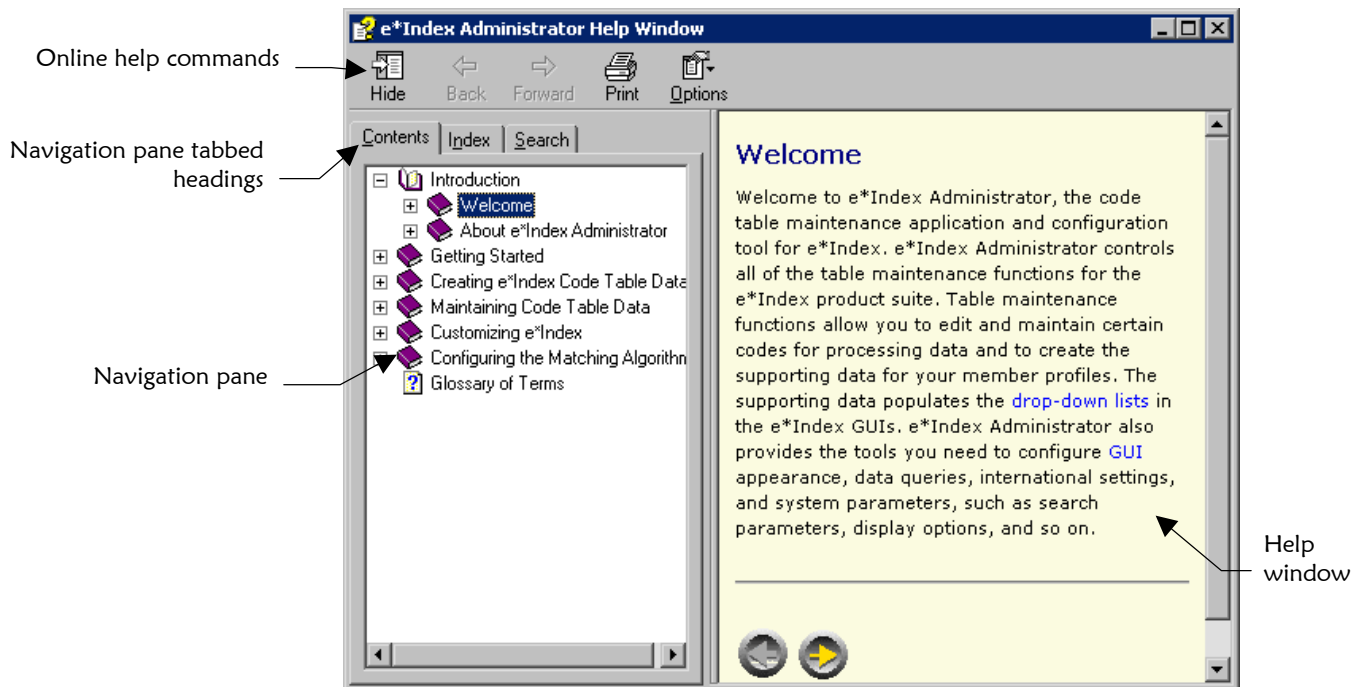 e*Index Administrator Help Window
Online help commands
Hide Back Forward Print Options
Navigation pane tabbed
headings
Contents Index Search
Introduction
Welcome
About e*Index Administrator
Getting Started
Creating e*Index Code Table Data
Maintaining Code Table Data
Customizing e*Index
Configuring the Matching Algorithm
Glossary of Terms
Navigation pane
Welcome
Welcome to e*Index Administrator, the code
table maintenance application and configuration
tool for e*Index. e*Index Administrator controls
all of the table maintenance functions for the
e*Index product suite. Table maintenance
functions allow you to edit and maintain certain
codes for processing data and to create the
supporting data for your member profiles. The
supporting data populates the drop-down lists in
the e*Index GUIs. e*Index Administrator also
provides the tools you need to configure GUI
appearance, data queries, international settings,
and system parameters, such as search
parameters, display options, and so on.
Help
window